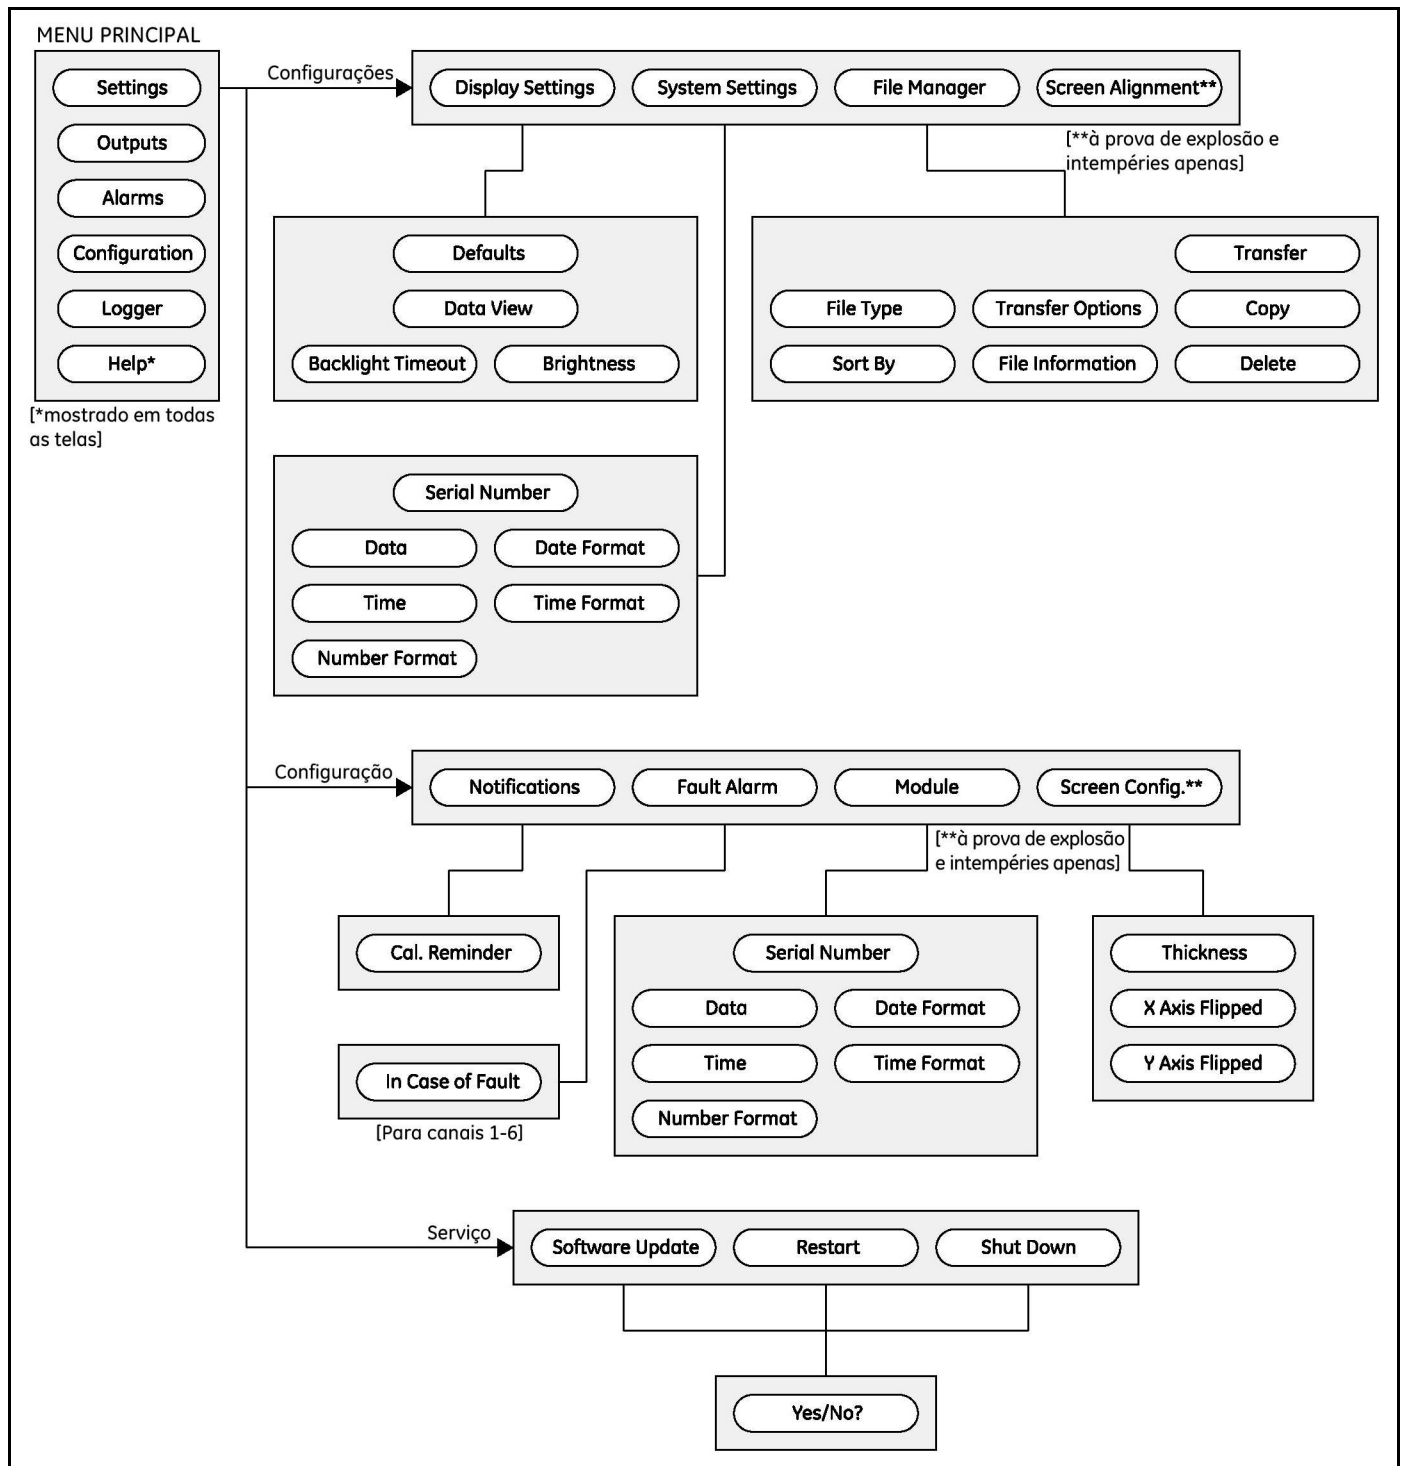 MENU PRINCIPAL
Settings
Outputs
Alarms
Configuration
Logger
Help*
[*mostrado em todas
as telas]
Configurações
Display Settings
System Settings
File Manager
Screen Alignment**
[**à prova de explosão e
intempéries apenas]
Defaults
Data View
Backlight Timeout
Brightness
Transfer
File Type
Transfer Options
Copy
Sort By
File Information
Delete
Serial Number
Data
Date Format
Time
Time Format
Number Format
Configuração
Notifications
Fault Alarm
Module
Screen Config.**
[**à prova de explosão
e intempéries apenas]
Cal. Reminder
In Case of Fault
[Para canais 1-6]
Serial Number
Data
Date Format
Time
Time Format
Number Format
Thickness
X Axis Flipped
Y Axis Flipped
Serviço
Software Update
Restart
Shut Down
Yes/No?